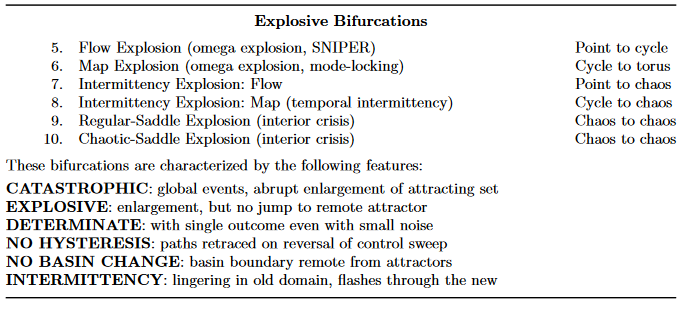 Explosive Bifurcations
5. Flow Explosion (omega explosion, SNIPER) Point to cycle
6. Map Explosion (omega explosion, mode-locking) Cycle to torus
7. Intermittency Explosion: Flow Point to chaos
8. Intermittency Explosion: Map (temporal intermittency) Cycle to chaos
9. Regular-Saddle Explosion (interior crisis) Chaos to chaos
10. Chaotic-Saddle Explosion (interior crisis) Chaos to chaos
These bifurcations are characterized by the following features:
CATASTROPHIC: global events, abrupt enlargement of attracting set
EXPLOSIVE: enlargement, but no jump to remote attractor
DETERMINATE: with single outcome even with small noise
NO HYSTERESIS: paths retraced on reversal of control sweep
NO BASIN CHANGE: basin boundary remote from attractors
INTERMITTENCY: lingering in old domain, flashes through the new